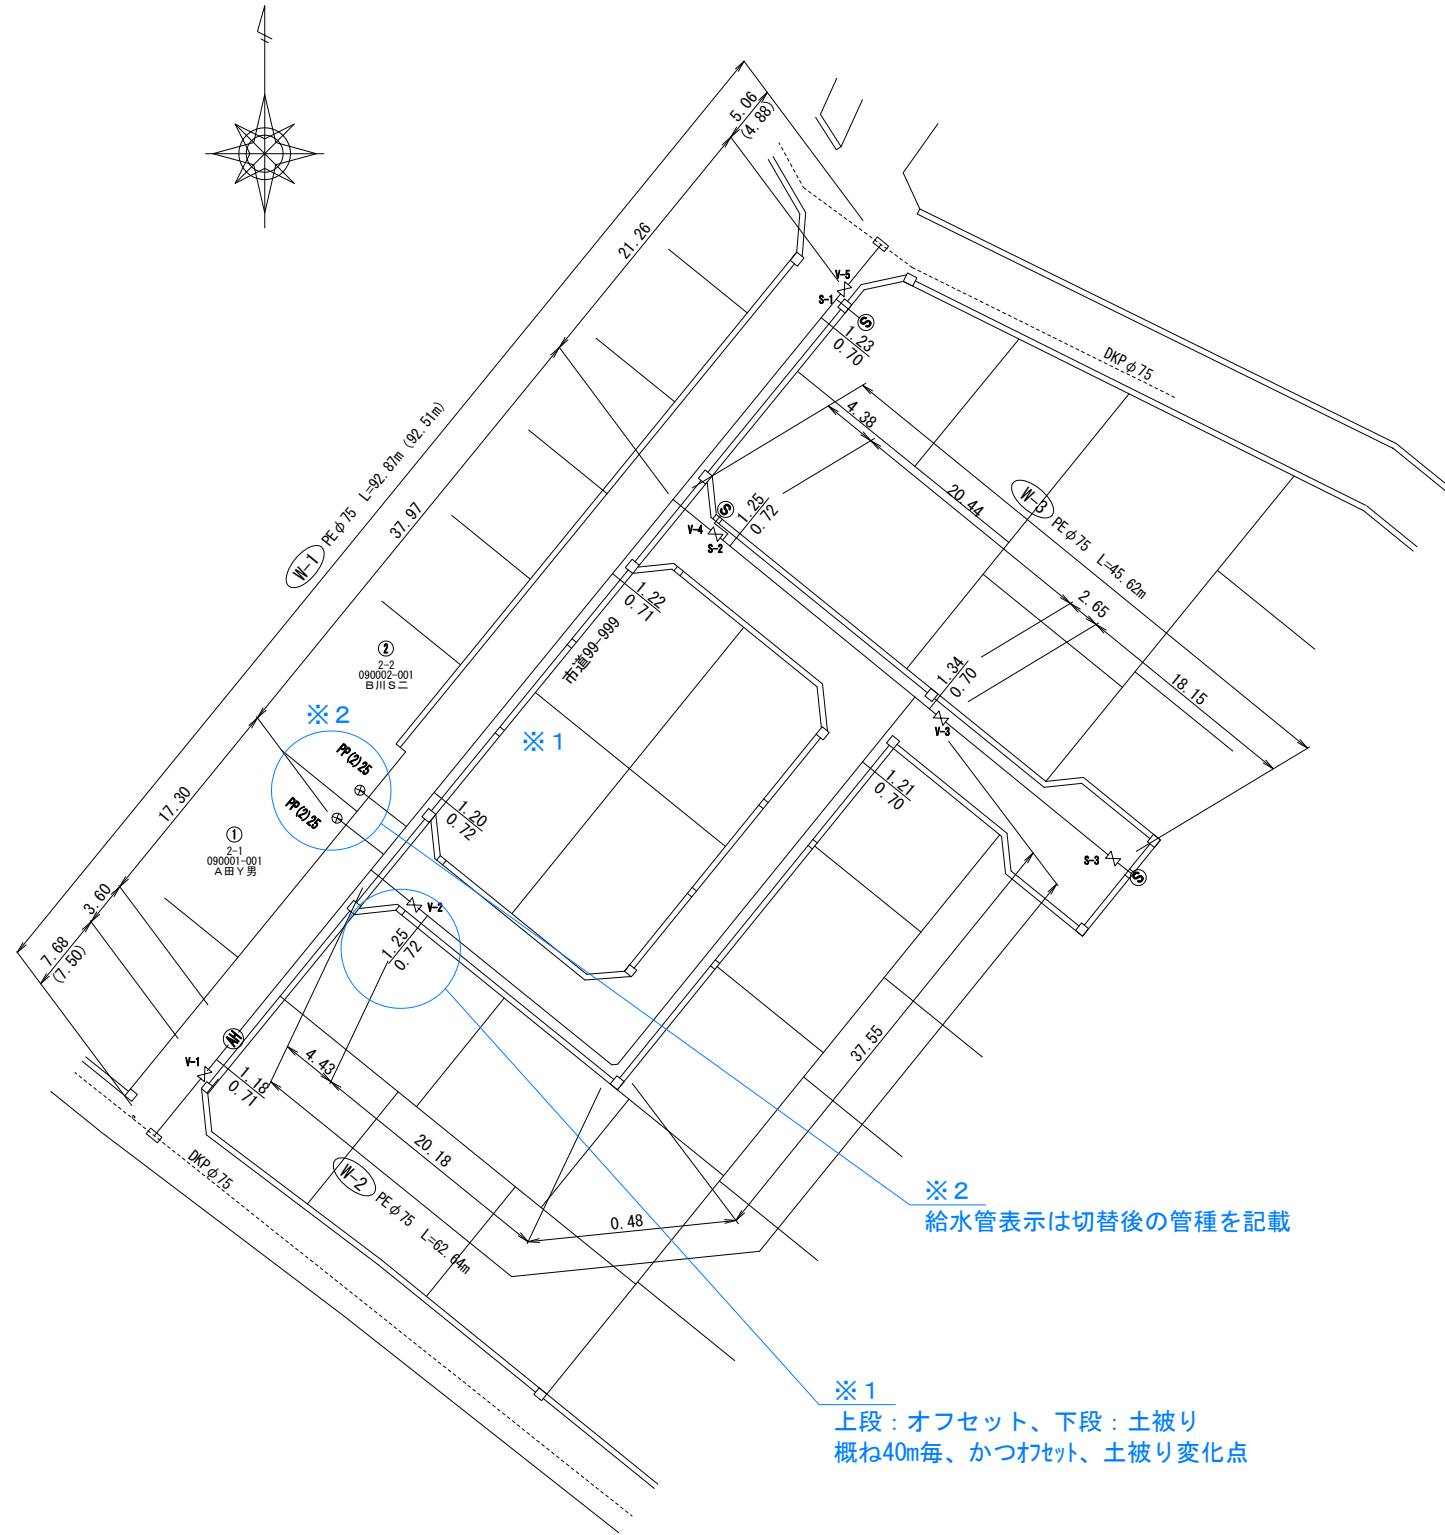 5.06
(4.88)
21.26
V-5
S-1
S
1.23
0.70
DKPφ75
4.38
W-1 PEφ75 L=92.87m (92.51m)
37.97
20.44
W-3 PEφ75 L=45.62m
S
1.25
0.72
V-4
S-2
1.22
0.71
市道99-999
2.65
18.15
1.34
0.70
V-3
②
2-2
090002-001
B川S二
※2
※1
PP(2)25
PP(2)25
17.30
①
2-1
090001-001
A田Y男
1.20
0.72
1.21
0.70
S-3
S
3.60
7.68
(7.50)
V-2
1.25
0.72
AH
V-1
1.18
0.71
4.43
37.55
DKPφ75
20.18
W-2 PEφ75 L=62.64m
0.48
※2
給水管表示は切替後の管種を記載
※1
上段：オフセット、下段：土被り
概ね40m毎、かつｵﾌｾｯﾄ、土被り変化点